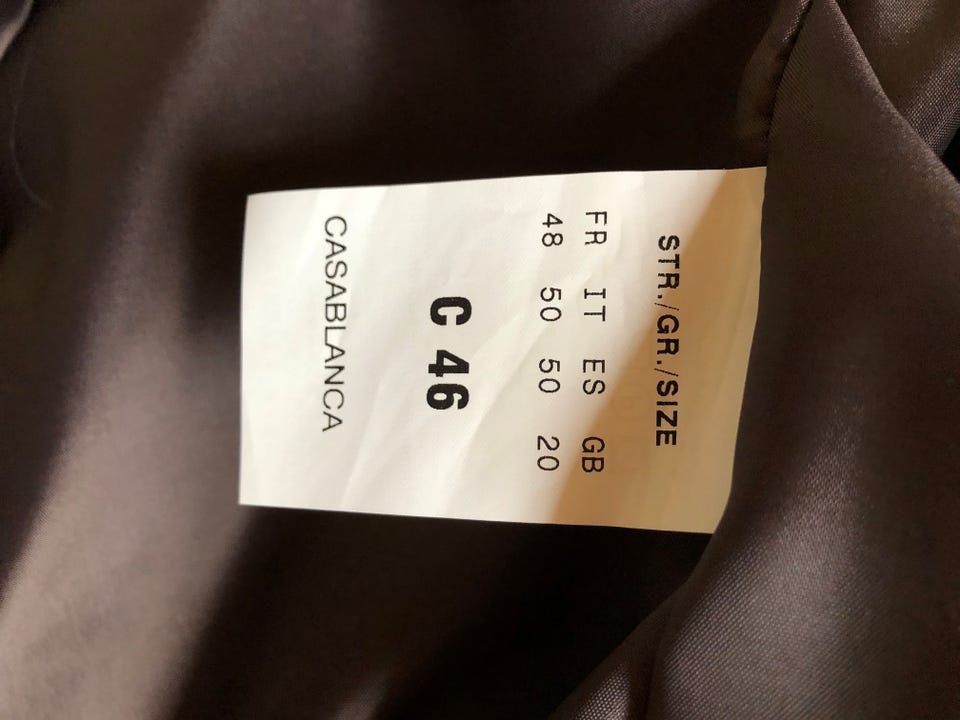 STR./GR./SIZE
FR IT ES GB
48 50 50 20
C 46
CASABLANCA